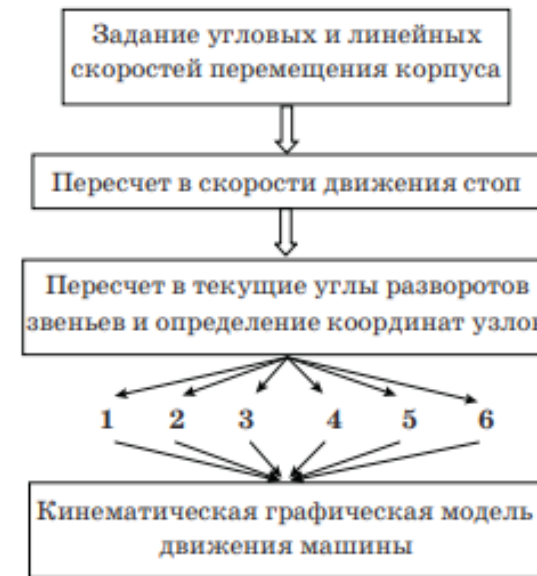 Задание угловых и линейных
скоростей перемещения корпуса
Пересчет в скорости движения стоп
Пересчет в текущие углы разворотов
звеньев и определение координат узлов
1 2 3 4 5 6
Кинематическая графическая модель
движения машины